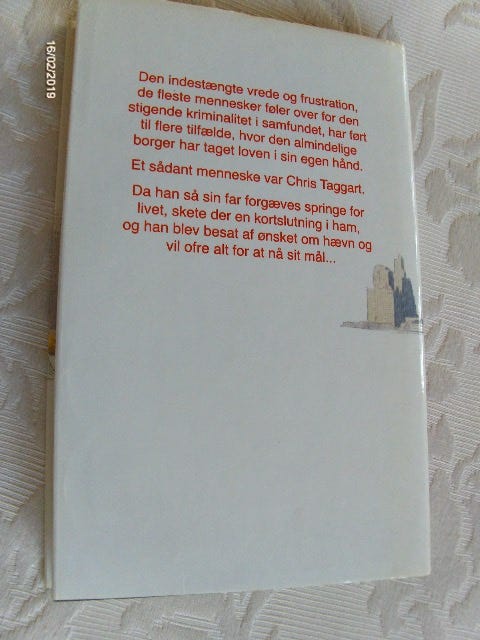 Den indestængte vrede og frustration,
de fleste mennesker føler over for den
stigende kriminalitet i samfundet, har ført
til flere tilfælde, hvor den almindelige
borger har taget loven i sin egen hånd.
Et sådant menneske var Chris Taggart.
Da han så sin far forgæves springe for
livet, skete der en kortslutning i ham,
og han blev besat af ønsket om hævn og
vil ofre alt for at nå sit mål...
16/02/2019